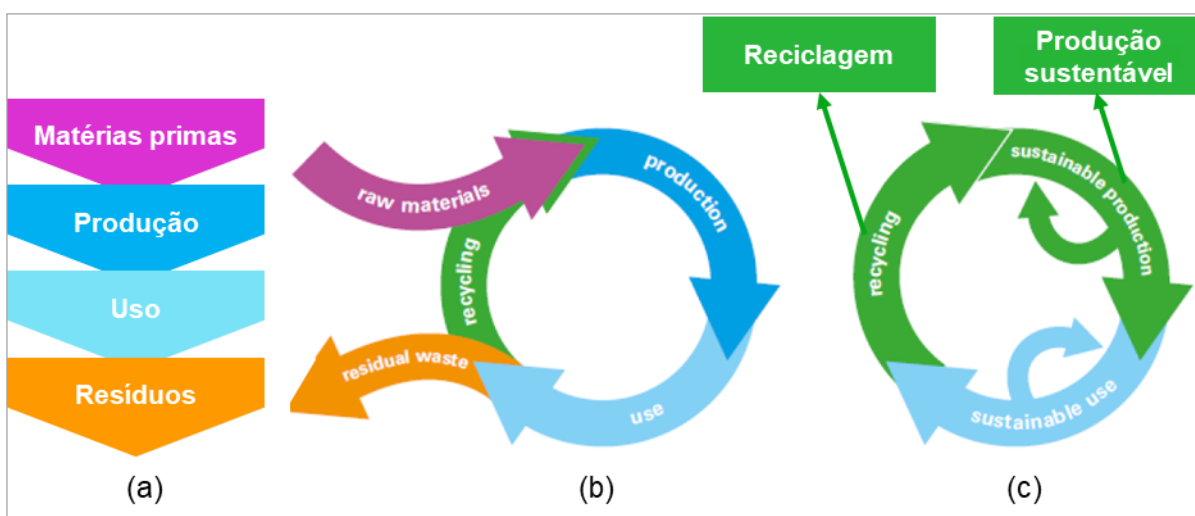 Matérias primas
Produção
Uso
Resíduos
(a)
raw materials
production
recycling
residual waste
use
(b)
Reciclagem
Produção
sustentável
recycling
sustainable production
sustainable use
(c)